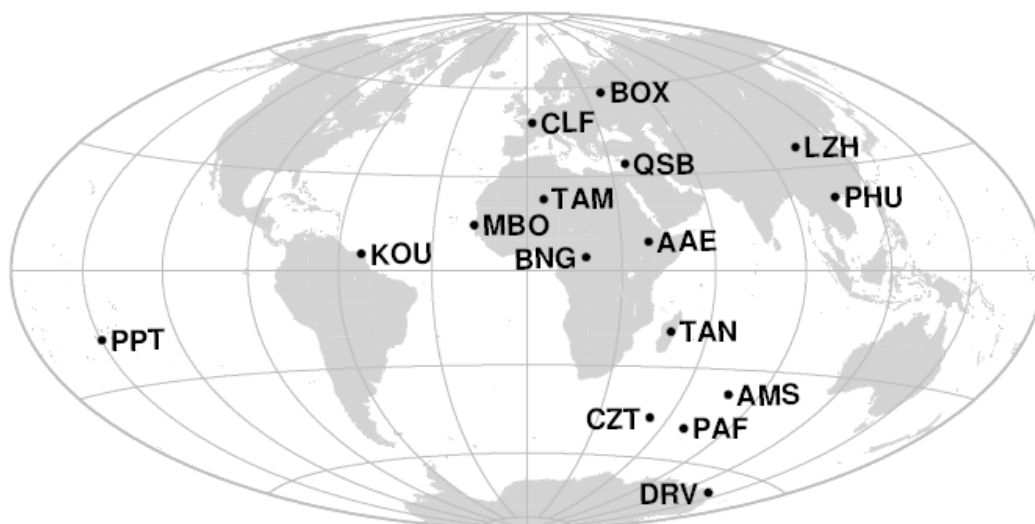 BOX
CLF
LZH
QSB
TAM
PHU
MBO
AAE
KOU
BNG
TAN
PPT
AMS
CZT
PAF
DRV